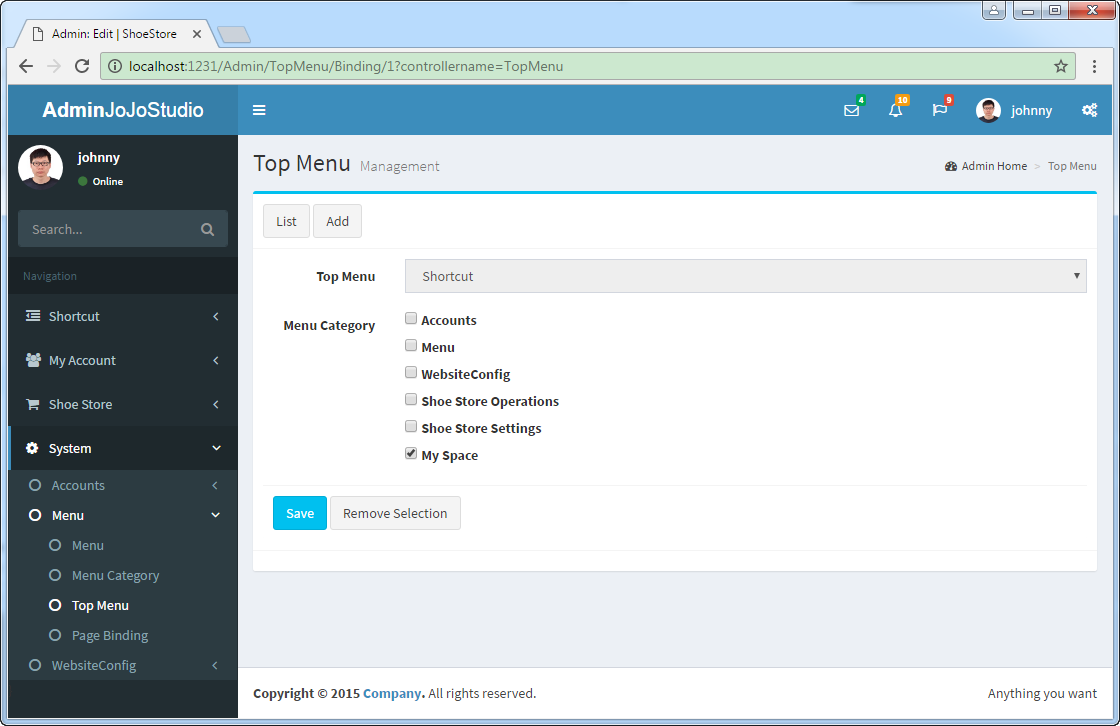 Admin: Edit | ShoeStore
localhost:1231/Admin/TopMenu/Binding/1?controllername=TopMenu
AdminJoJoStudio
4
10
9
johnny
johnny
Online
Search...
Navigation
Shortcut
My Account
Shoe Store
System
Accounts
Menu
Menu
Menu Category
Top Menu
Page Binding
WebsiteConfig
Top Menu Management
Admin Home > Top Menu
List Add
Top Menu Shortcut
Menu Category
Accounts
Menu
WebsiteConfig
Shoe Store Operations
Shoe Store Settings
My Space
Save Remove Selection
Copyright © 2015 Company. All rights reserved.
Anything you want